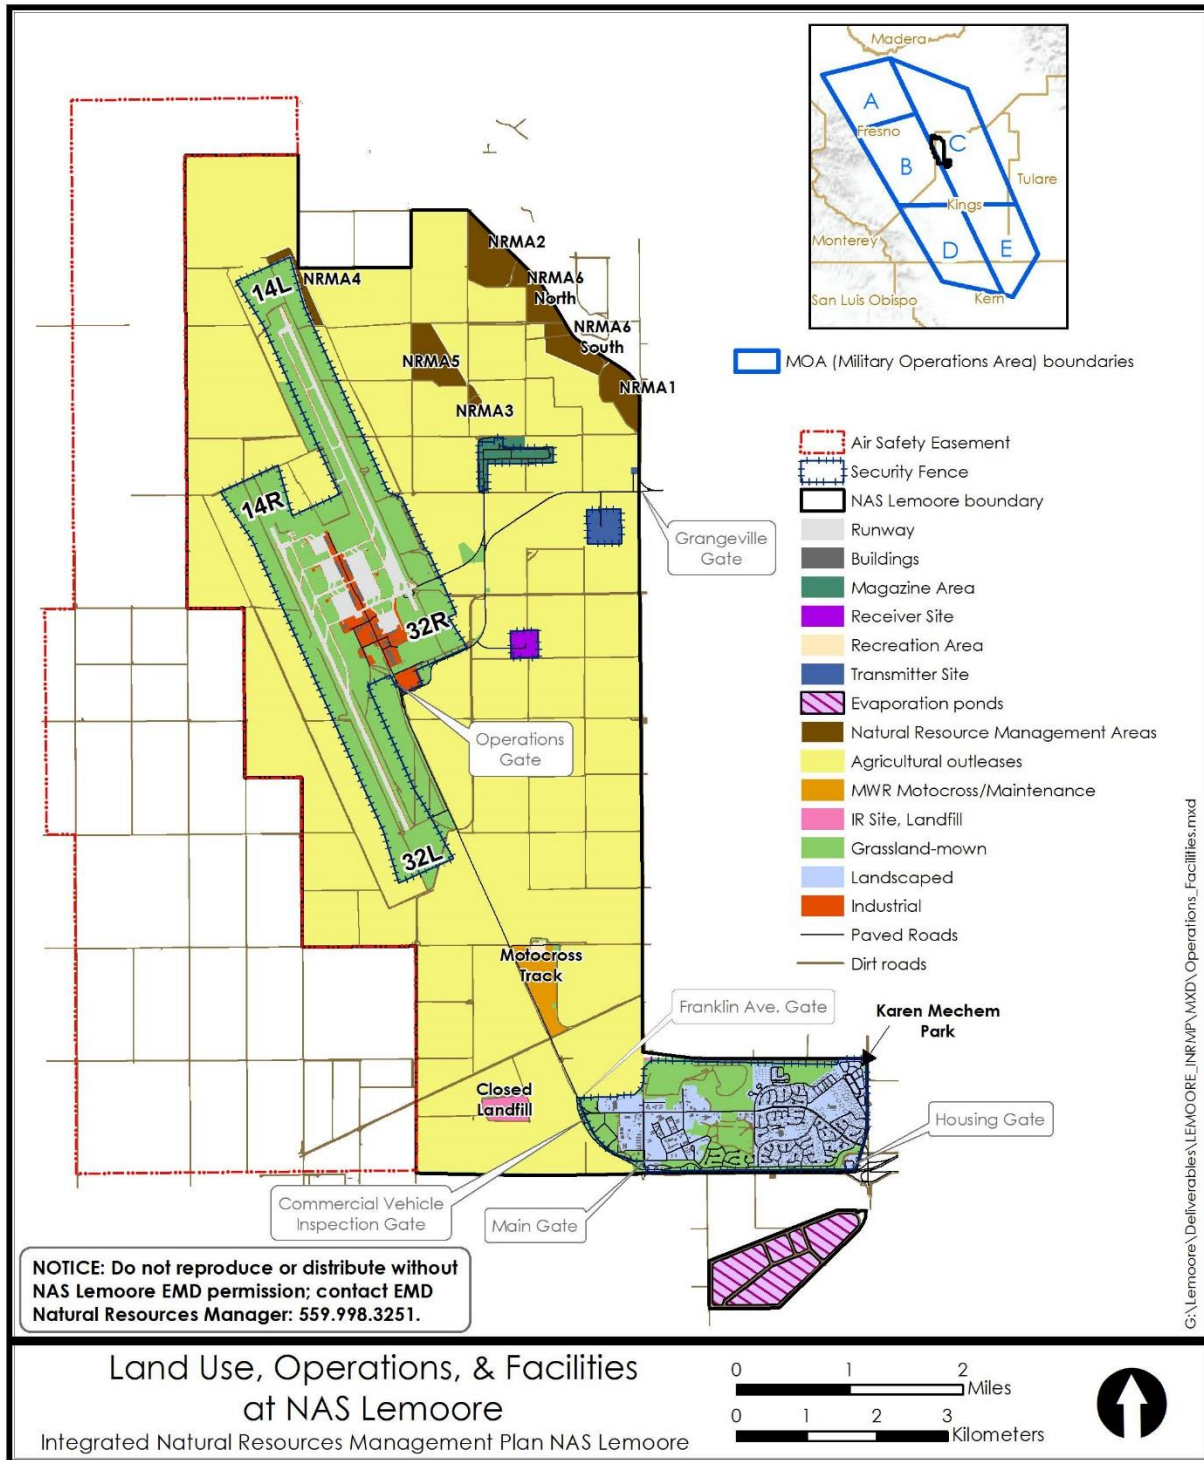 Madera
A
Fresno
C
B
Tulare
Kings
Monterey
D
E
San Luis Obispo
Kern
MOA (Military Operations Area) boundaries
NRMA2
NRMA4
14L
NRMA6
North
NRMA6
South
NRMA5
NRMA1
NRMA3
14R
Grangeville
Gate
32R
Operations
Gate
32L
Motocross
Track
Franklin Ave. Gate
Karen Mechem
Park
Closed
Landfill
Housing Gate
Commercial Vehicle
Inspection Gate
Main Gate
Air Safety Easement
Security Fence
NAS Lemoore boundary
Runway
Buildings
Magazine Area
Receiver Site
Recreation Area
Transmitter Site
Evaporation ponds
Natural Resource Management Areas
Agricultural outleases
MWR Motocross/Maintenance
IR Site, Landfill
Grassland-mown
Landscaped
Industrial
Paved Roads
Dirt roads
G:\Lemoore\Deliverables\LEMOORE_INRMP\MXD\Operations_Facilities.mxd
NOTICE: Do not reproduce or distribute without
NAS Lemoore EMD permission; contact EMD
Natural Resources Manager: 559.998.3251.
Land Use, Operations, & Facilities
at NAS Lemoore
Integrated Natural Resources Management Plan NAS Lemoore
0 1 2
Miles
0 1 2 3
Kilometers